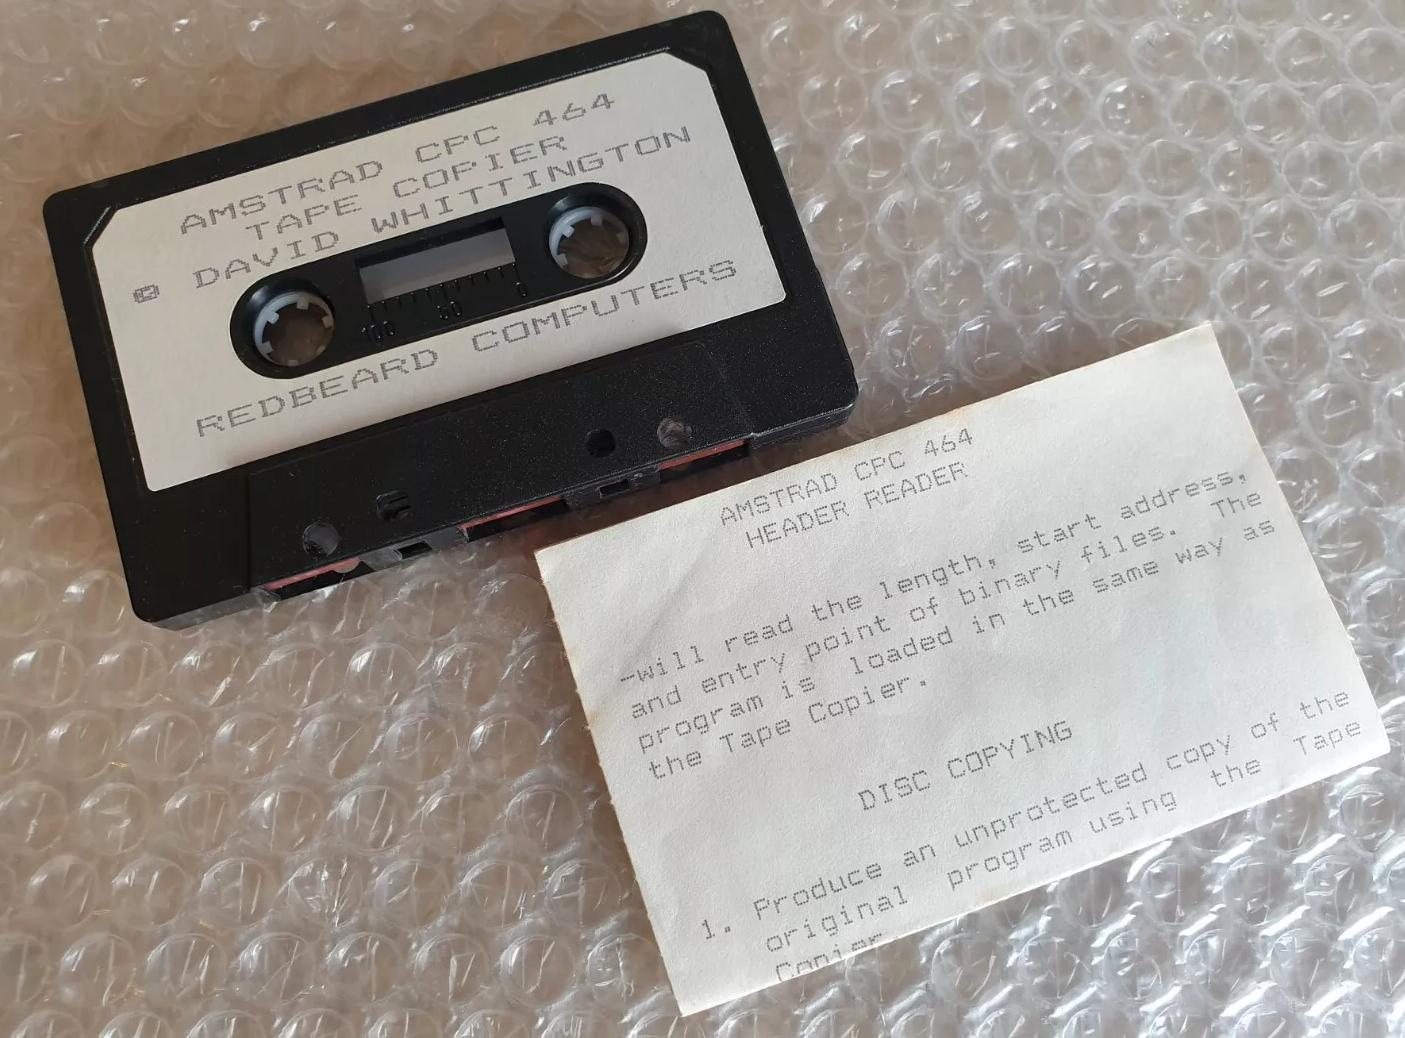 AMSTRAD CPC 464
TAPE COPIER
© DAVID WHITTINGTON
100 50 0
REDBEARD COMPUTERS
AMSTRAD CPC 464
HEADER READER
-will read the length, start address,
and entry point of binary files. The
program is loaded in the same way as
the Tape Copier.
DISC COPYING
1. Produce an unprotected copy of the
original program using the Tape
Copier